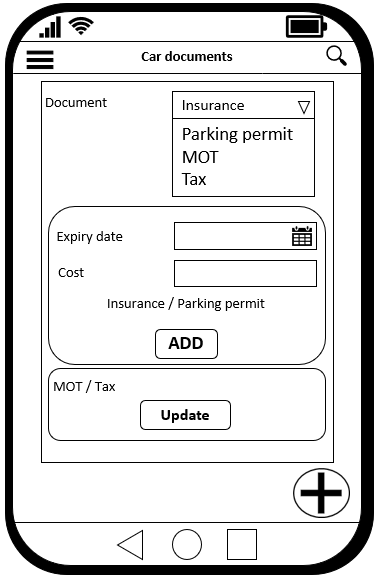 Car documents
Document
Insurance
Parking permit
MOT
Tax
Expiry date
Cost
Insurance / Parking permit
ADD
MOT / Tax
Update